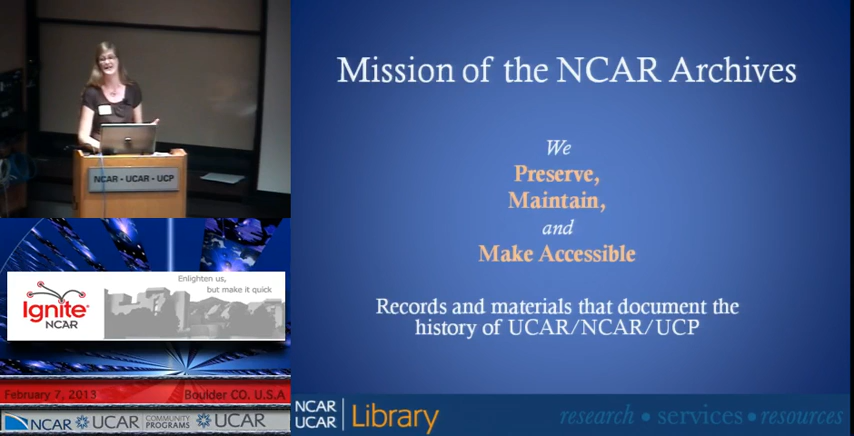 Mission of the NCAR Archives
We
Preserve,
Maintain,
and
Make Accessible
Records and materials that document the
history of UCAR/NCAR/UCP
NCAR - UCAR - UCP
Enlighten us,
but make it quick
Ignite
NCAR
February 7, 2013
Boulder CO, U.S.A
NCAR
UCAR
COMMUNITY
PROGRAMS
UCAR
NCAR
UCAR
Library
research • services • resources